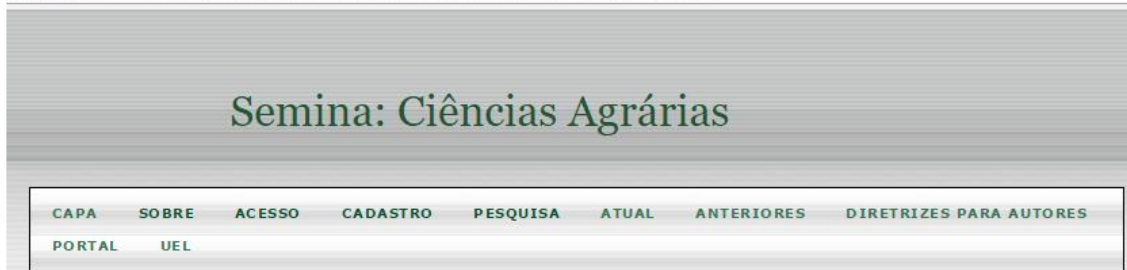 Semina: Ciências Agrárias
CAPA SOBRE ACESSO CADASTRO PESQUISA ATUAL ANTERIORES DIRETRIZES PARA AUTORES
PORTAL UEL